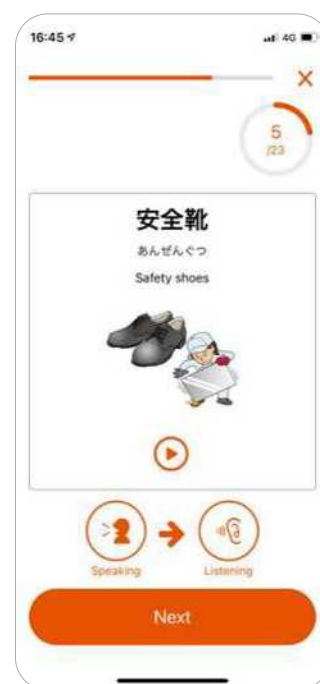 16:45
4G
5
/23
安全靴
あんぜんぐつ
Safety shoes
Speaking
Listening
Next